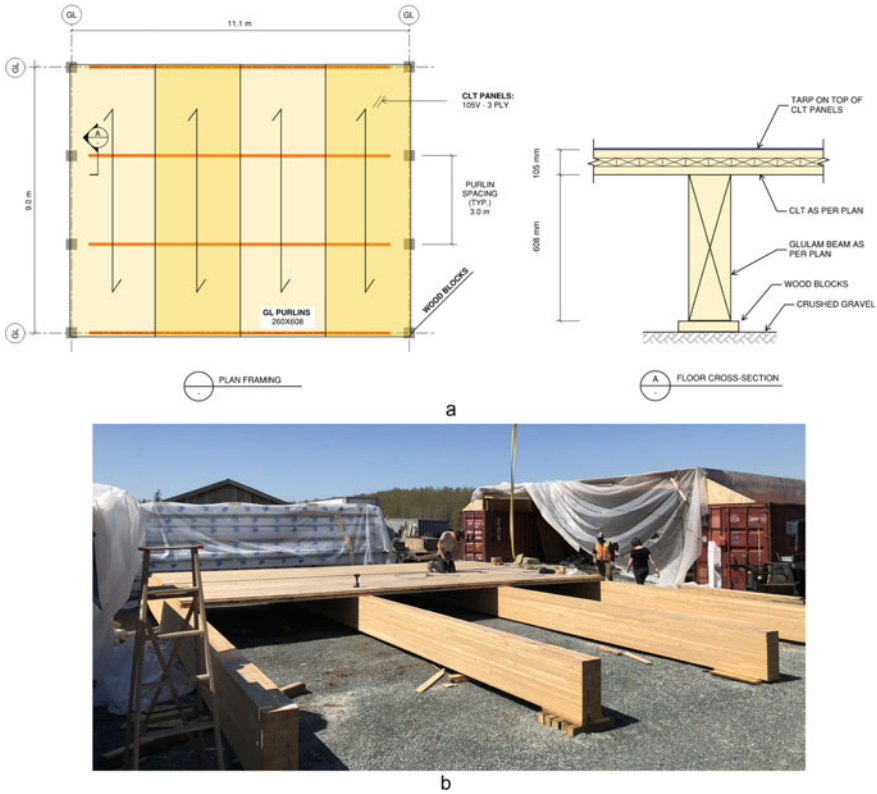 GL
GL
11.1 m
GL
CLT PANELS:
105V - 3 PLY
A
9.0 m
PURLIN
SPACING
(TYP.)
3.0 m
GL PURLINS
260X608
WOOD BLOCKS
GL
PLAN FRAMING
-
TARP ON TOP OF
CLT PANELS
105 mm
CLT AS PER PLAN
608 mm
GLULAM BEAM AS
PER PLAN
WOOD BLOCKS
CRUSHED GRAVEL
A
FLOOR CROSS-SECTION
-
a
b